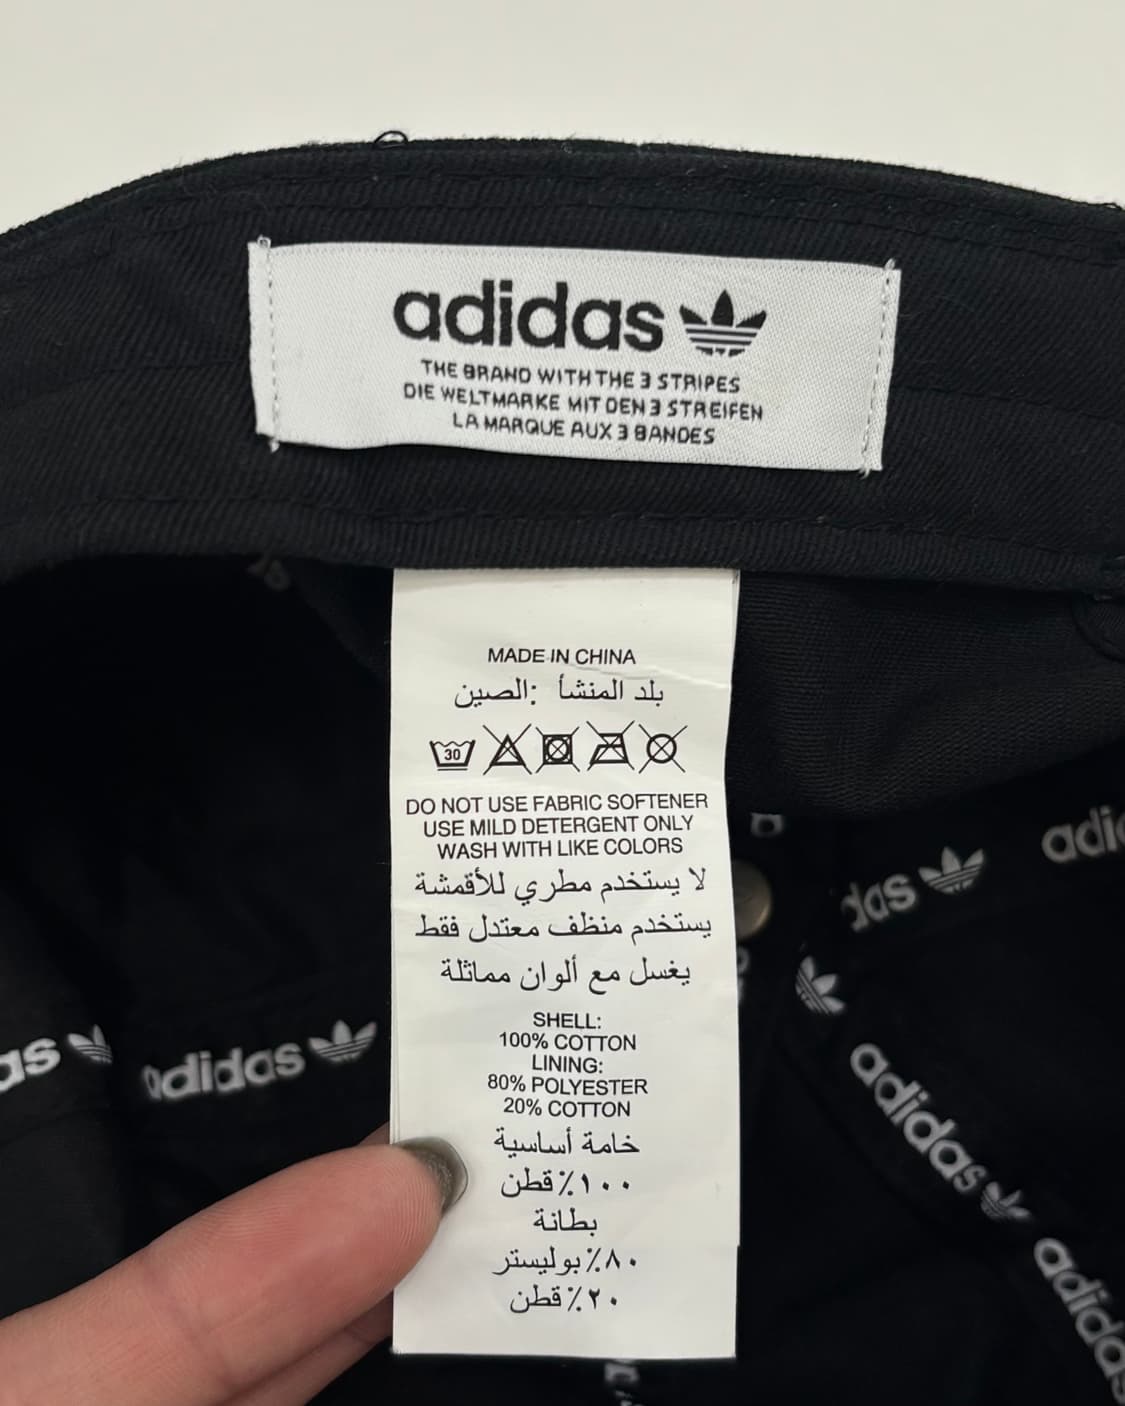 adidas
THE BRAND WITH THE 3 STRIPES
DIE WELTMARKE MIT DEN 3 STREIFEN
LA MARQUE AUX 3 BANDES
MADE IN CHINA
بلد المنشأ :الصين
30
DO NOT USE FABRIC SOFTENER
USE MILD DETERGENT ONLY
WASH WITH LIKE COLORS
لا يستخدم مطري للأقمشة
يستخدم منظف معتدل فقط
يغسل مع ألوان مماثلة
SHELL:
100% COTTON
LINING:
80% POLYESTER
20% COTTON
خامة أساسية
١٠٠٪ قطن
بطانة
٨٠٪ بوليستر
٢٠٪ قطن
adidas
adidas
adidas